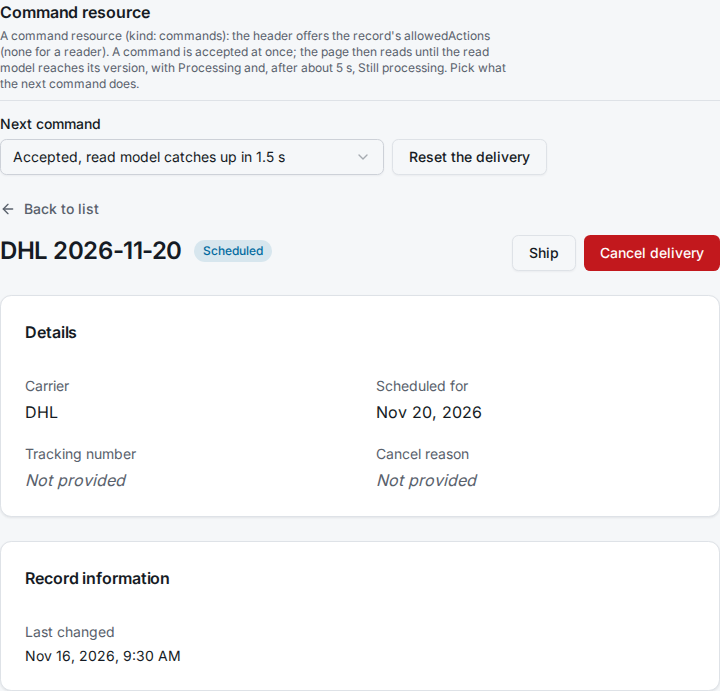 Command resource
A command resource (kind: commands): the header offers the record's allowedActions
(none for a reader). A command is accepted at once; the page then reads until the read
model reaches its version, with Processing and, after about 5 s, Still processing. Pick what
the next command does.
Next command
Accepted, read model catches up in 1.5 s
Reset the delivery
Back to list
DHL 2026-11-20
Scheduled
Ship
Cancel delivery
Details
Carrier
Scheduled for
DHL
Nov 20, 2026
Tracking number
Cancel reason
Not provided
Not provided
Record information
Last changed
Nov 16, 2026, 9:30 AM